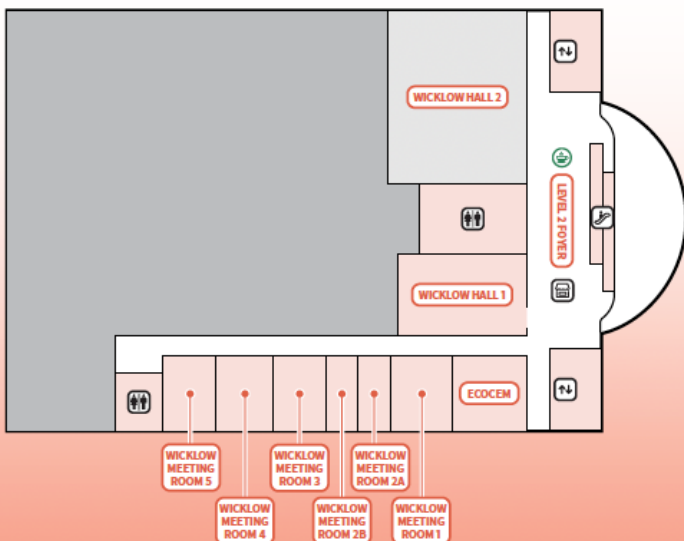 WICKLOW HALL 2
LEVEL 2 FOYER
WICKLOW HALL 1
ECOCEM
WICKLOW
MEETING
ROOM 5
WICKLOW
MEETING
ROOM 3
WICKLOW
MEETING
ROOM 2A
WICKLOW
MEETING
ROOM 4
WICKLOW
MEETING
ROOM 2B
WICKLOW
MEETING
ROOM 1